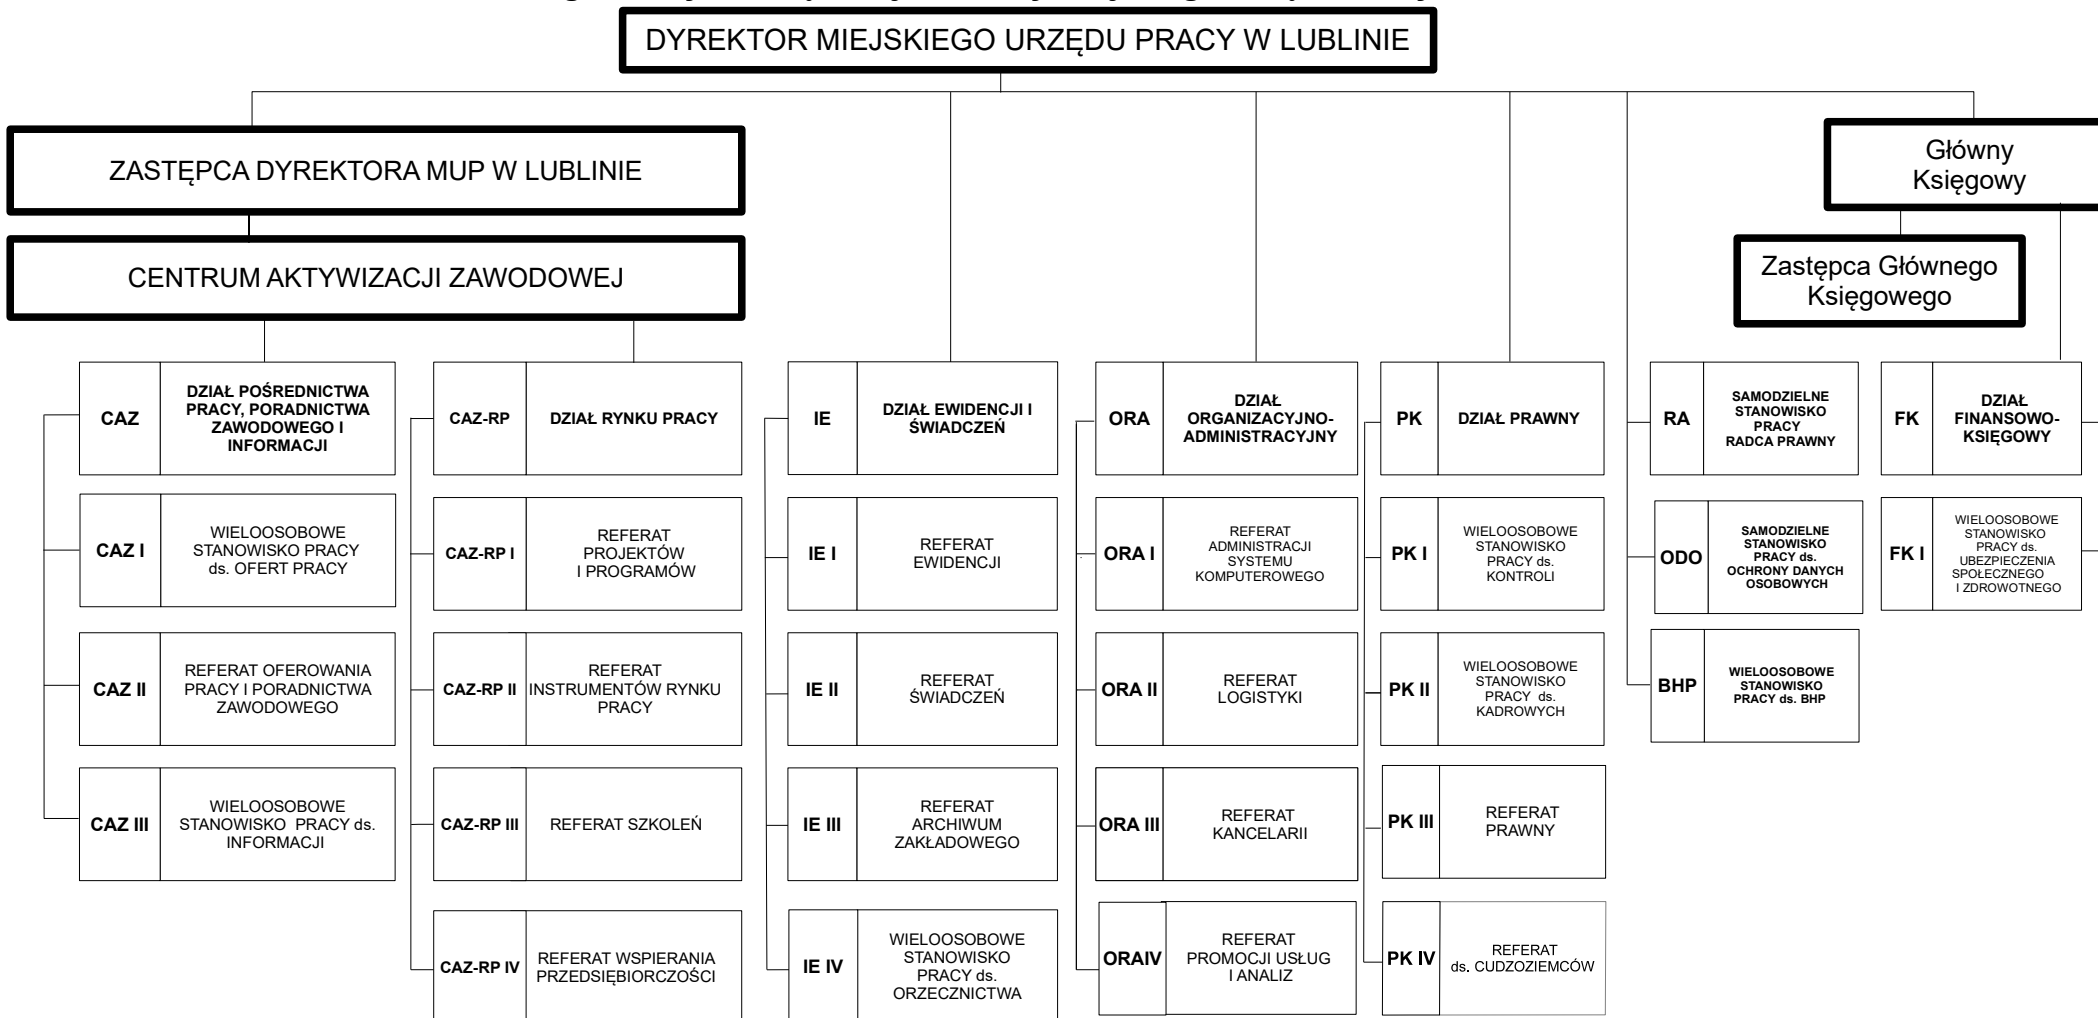 DYREKTOR MIEJSKIEGO URZĘDU PRACY W LUBLINIE
ZASTĘPCA DYREKTORA MUP W LUBLINIE
Główny
Księgowy
CENTRUM AKTYWIZACJI ZAWODOWEJ
Zastępca Głównego
Księgowego
CAZ
DZIAŁ POŚREDNICTWA
PRACY, PORADNICTWA
ZAWODOWEGO I
INFORMACJI
CAZ I
WIELOOSOBOWE
STANOWISKO PRACY
ds. OFERT PRACY
CAZ II
REFERAT OFEROWANIA
PRACY I PORADNICTWA
ZAWODOWEGO
CAZ III
WIELOOSOBOWE
STANOWISKO PRACY ds.
INFORMACJI
CAZ-RP
DZIAŁ RYNKU PRACY
CAZ-RP I
REFERAT
PROJEKTÓW
I PROGRAMÓW
CAZ-RP II
REFERAT
INSTRUMENTÓW RYNKU
PRACY
CAZ-RP III
REFERAT SZKOLEŃ
CAZ-RP IV
REFERAT WSPIERANIA
PRZEDSIĘBIORCZOŚCI
IE
DZIAŁ EWIDENCJI I
ŚWIADCZEŃ
IE I
REFERAT
EWIDENCJI
IE II
REFERAT
ŚWIADCZEŃ
IE III
REFERAT
ARCHIWUM
ZAKŁADOWEGO
IE IV
WIELOOSOBOWE
STANOWISKO
PRACY ds.
ORZECZNICTWA
ORA
DZIAŁ
ORGANIZACYJNO-
ADMINISTRACYJNY
ORA I
REFERAT
ADMINISTRACJI
SYSTEMU
KOMPUTEROWEGO
ORA II
REFERAT
LOGISTYKI
ORA III
REFERAT
KANCELARII
ORAIV
REFERAT
PROMOCJI USŁUG
I ANALIZ
PK
DZIAŁ PRAWNY
PK I
WIELOOSOBOWE
STANOWISKO
PRACY ds.
KONTROLI
PK II
WIELOOSOBOWE
STANOWISKO
PRACY ds.
KADROWYCH
PK III
REFERAT
PRAWNY
PK IV
REFERAT
ds. CUDZOZIEMCÓW
RA
SAMODZIELNE
STANOWISKO
PRACY
RADCA PRAWNY
ODO
SAMODZIELNE
STANOWISKO
PRACY ds.
OCHRONY DANYCH
OSOBOWYCH
BHP
WIELOOSOBOWE
STANOWISKO
PRACY ds. BHP
FK
DZIAŁ
FINANSOWO-
KSIĘGOWY
FK I
WIELOOSOBOWE
STANOWISKO
PRACY ds.
UBEZPIECZENIA
SPOŁECZNEGO
I ZDROWOTNEGO